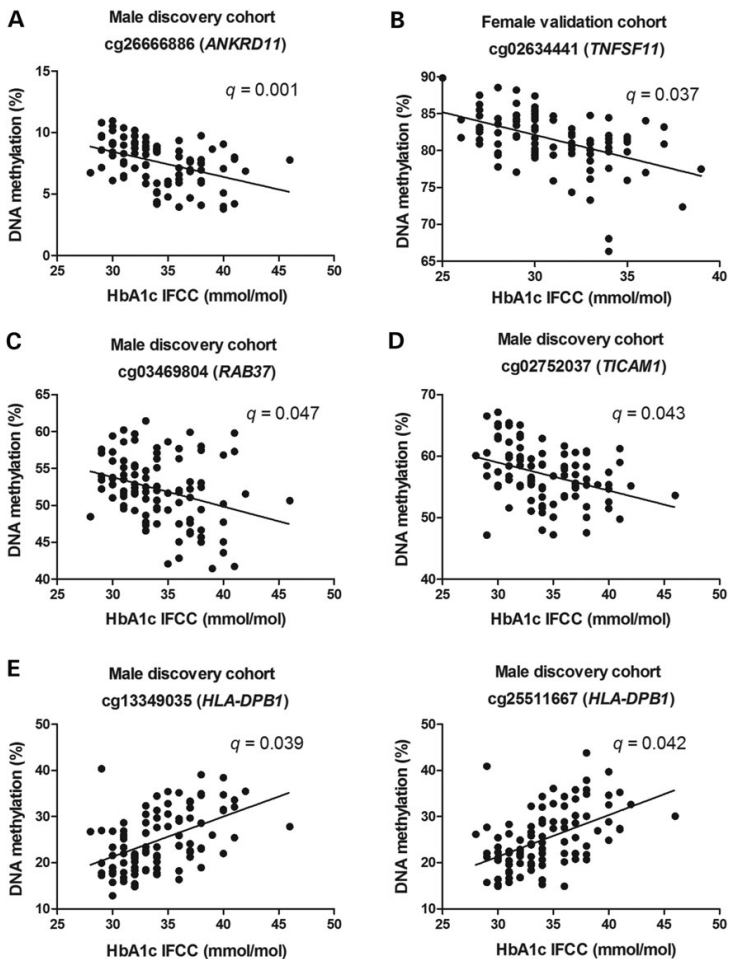 A
Male discovery cohort
cg26666886 (ANKRD11)
q = 0.001
DNA methylation (%)
15
10
5
0
25 30 35 40 45 50
HbA1c IFCC (mmol/mol)
B
Female validation cohort
cg02634441 (TNFSF11)
q = 0.037
DNA methylation (%)
90
85
80
75
70
65
25 30 35 40
HbA1c IFCC (mmol/mol)
C
Male discovery cohort
cg03469804 (RAB37)
q = 0.047
DNA methylation (%)
65
60
55
50
45
40
25 30 35 40 45 50
HbA1c IFCC (mmol/mol)
D
Male discovery cohort
cg02752037 (TICAM1)
q = 0.043
DNA methylation (%)
70
60
50
40
25 30 35 40 45 50
HbA1c IFCC (mmol/mol)
E
Male discovery cohort
cg13349035 (HLA-DPB1)
q = 0.039
DNA methylation (%)
50
40
30
20
10
25 30 35 40 45 50
HbA1c IFCC (mmol/mol)
Male discovery cohort
cg25511667 (HLA-DPB1)
q = 0.042
DNA methylation (%)
50
40
30
20
10
25 30 35 40 45 50
HbA1c IFCC (mmol/mol)